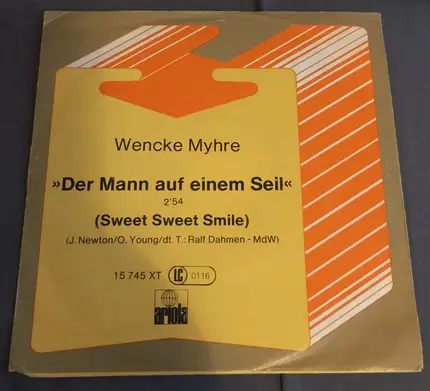 Wencke Myhre
»Der Mann auf einem Seil«
2'54
(Sweet Sweet Smile)
(J. Newton/O. Young/dt. T.: Ralf Dahmen - MdW)
15 745 XT LC 0116
ariola